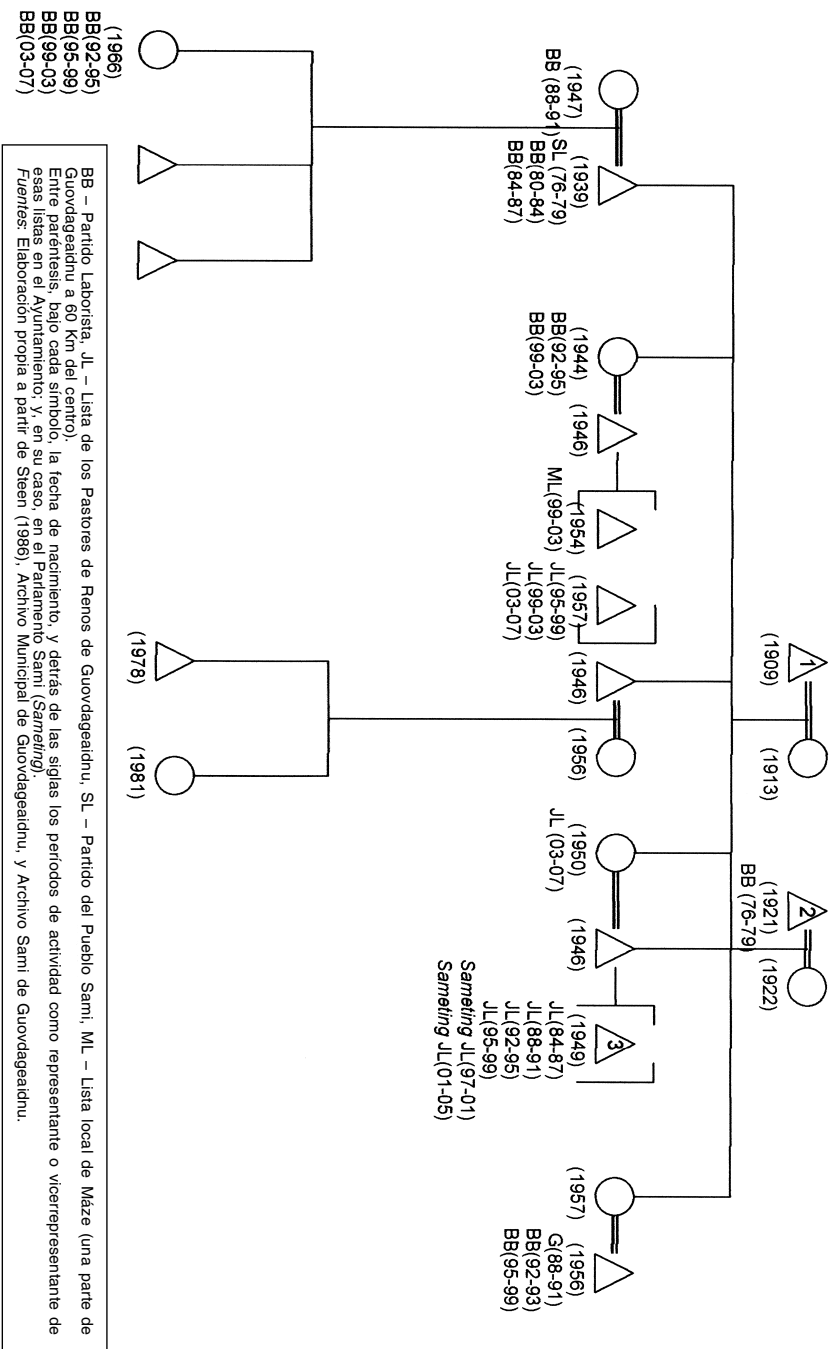 1
(1909)
(1913)
2
(1921)
BB (76-79)
(1922)
(1947)
BB (88-91)
(1939)
SL (76-79)
BB(80-84)
BB(84-87)
(1944)
BB(92-95)
BB(99-03)
(1946)
(1954)
ML(99-03)
(1957)
JL(95-99)
JL(99-03)
JL(03-07)
(1946)
(1956)
(1950)
JL (03-07)
(1946)
3
(1949)
JL(84-87)
JL(88-91)
JL(92-95)
JL(95-99)
Sameting JL(97-01)
Sameting JL(01-05)
(1957)
(1956)
G(88-91)
BB(92-93)
BB(95-99)
(1966)
BB(92-95)
BB(95-99)
BB(99-03)
BB(03-07)
(1978)
(1981)
BB – Partido Laborista, JL – Lista de los Pastores de Renos de Guovdageaidnu, SL – Partido del Pueblo Sami, ML – Lista local de Máze (una parte de
Guovdageaidnu a 60 Km del centro).
Entre paréntesis, bajo cada símbolo, la fecha de nacimiento, y detrás de las siglas los períodos de actividad como representante o vicerrepresentante de
esas listas en el Ayuntamiento; y, en su caso, en el Parlamento Sami (Sameting).
Fuentes: Elaboración propia a partir de Steen (1986), Archivo Municipal de Guovdageaidnu, y Archivo Sami de Guovdageaidnu.